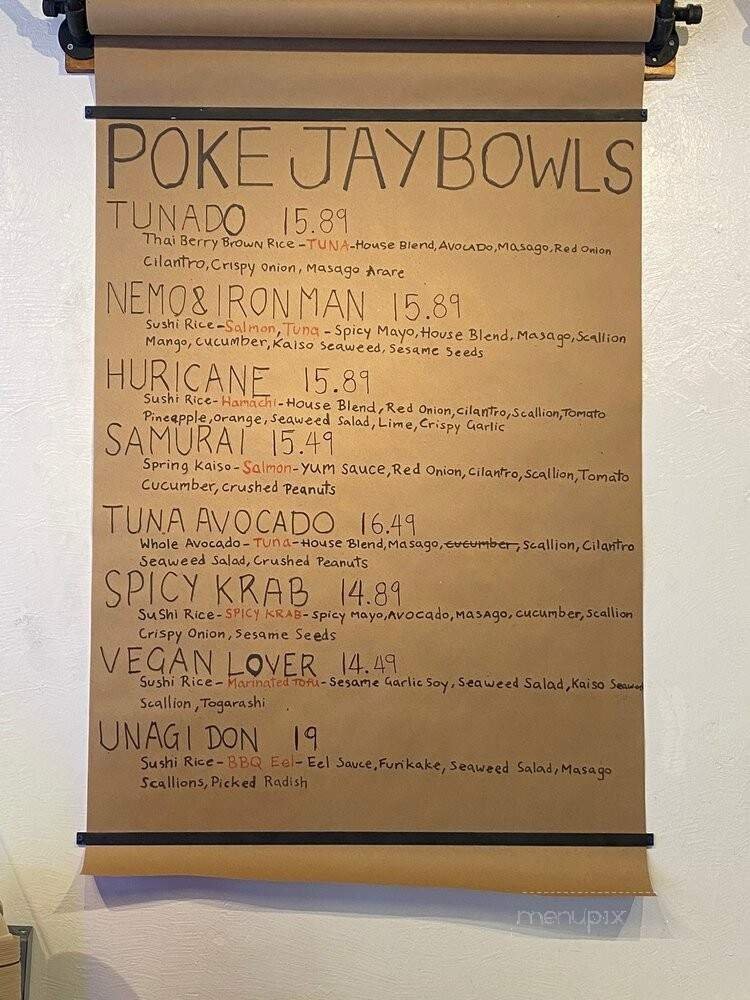 POKE JAY BOWLS
TUNADO 15.89
Thai Berry Brown Rice - TUNA - House Blend, Avocado, Masago, Red Onion
Cilantro, Crispy Onion, Masago Arare
NEMO & IRON MAN 15.89
Sushi Rice - Salmon, Tuna - Spicy Mayo, House Blend, Masago, Scallion
Mango, Cucumber, Kaiso Seaweed, Sesame Seeds
HURICANE 15.89
Sushi Rice - Hamachi - House Blend, Red Onion, Cilantro, Scallion, Tomato
Pineapple, Orange, Seaweed Salad, Lime, Crispy Garlic
SAMURAI 15.49
Spring Kaiso - Salmon - Yum Sauce, Red Onion, Cilantro, Scallion, Tomato
Cucumber, Crushed Peanuts
TUNA AVOCADO 16.49
Whole Avocado - Tuna - House Blend, Masago, cucumber, Scallion, Cilantro
Seaweed Salad, Crushed Peanuts
SPICY KRAB 14.89
Sushi Rice - SPICY KRAB - Spicy Mayo, Avocado, Masago, Cucumber, Scallion
Crispy Onion, Sesame Seeds
VEGAN LOVER 14.49
Sushi Rice - Marinated Tofu - Sesame Garlic Soy, Seaweed Salad, Kaiso Seaweed
Scallion, Togarashi
UNAGI DON 19
Sushi Rice - BBQ Eel - Eel Sauce, Furikake, Seaweed Salad, Masago
Scallions, Picked Radish
menupix